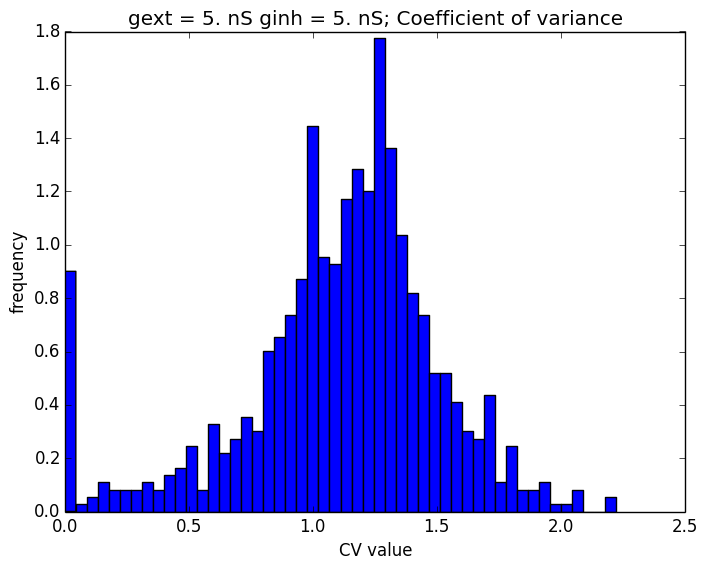 gext = 5. nS ginh = 5. nS; Coefficient of variance
1.8
1.6
1.4
1.2
1.0
0.8
0.6
0.4
0.2
0.0
frequency
0.0 0.5 1.0 1.5 2.0 2.5
CV value